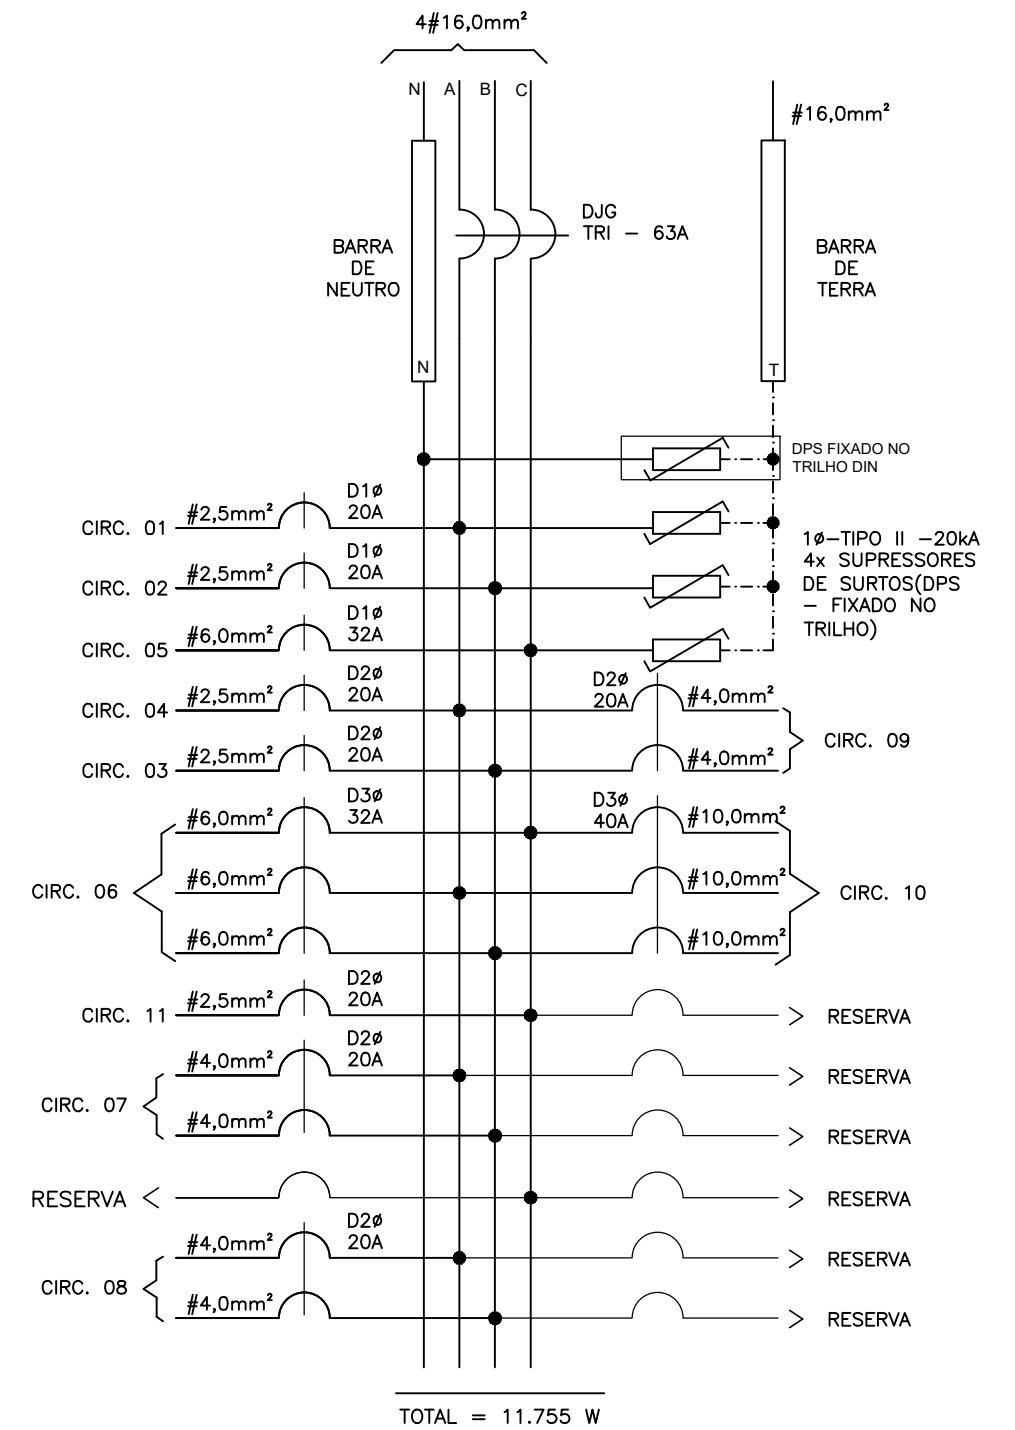 4#16,0mm²
N
A
B
C
#16,0mm²
DJG
TRI – 63A
BARRA
DE
NEUTRO
BARRA
DE
TERRA
N
T
DPS FIXADO NO
TRILHO DIN
CIRC. 01
#2,5mm²
D1ø
20A
1ø–TIPO II –20kA
4x SUPRESSORES
DE SURTOS(DPS
– FIXADO NO
TRILHO)
CIRC. 02
#2,5mm²
D1ø
20A
CIRC. 05
#6,0mm²
D1ø
32A
CIRC. 04
#2,5mm²
D2ø
20A
D2ø
20A
#4,0mm²
CIRC. 09
CIRC. 03
#2,5mm²
D2ø
20A
#4,0mm²
CIRC. 06
#6,0mm²
D3ø
32A
D3ø
40A
#10,0mm²
#6,0mm²
#10,0mm²
CIRC. 10
#6,0mm²
#10,0mm²
CIRC. 11
#2,5mm²
D2ø
20A
RESERVA
CIRC. 07
#4,0mm²
D2ø
20A
RESERVA
#4,0mm²
RESERVA
RESERVA
RESERVA
CIRC. 08
#4,0mm²
D2ø
20A
RESERVA
#4,0mm²
RESERVA
TOTAL = 11.755 W